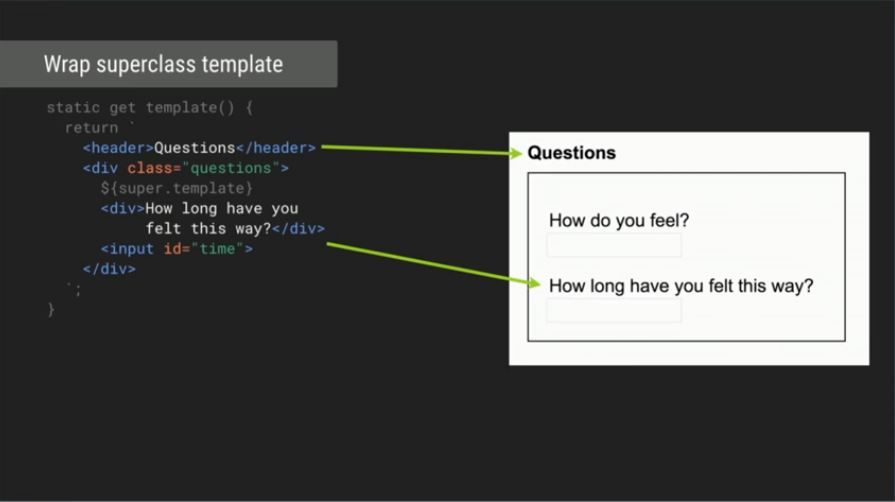 Wrap superclass template
static get template() {
return `
<header>Questions</header>
<div class="questions">
${super.template}
<div>How long have you
felt this way?</div>
<input id="time">
</div>
`;
}
Questions
How do you feel?
How long have you felt this way?